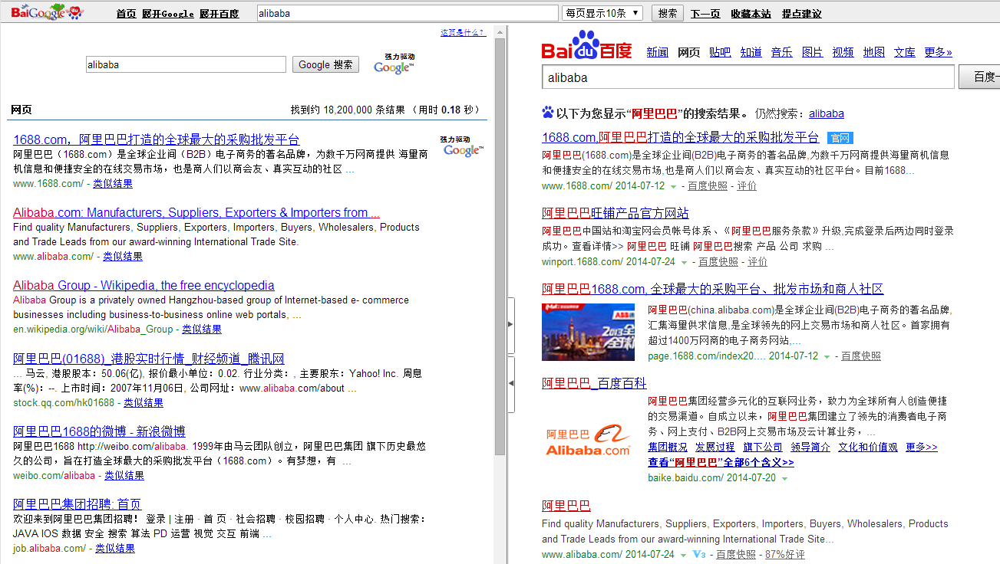 BaiGoogledu
首页 展开Google 展开百度 alibaba 每页显示10条 搜索 下一页 收藏本站 提点建议
这页是什么?
alibaba Google 搜索 强力驱动 Google™
网页 找到约 18,200,000 条结果 （用时 0.18 秒）
1688.com，阿里巴巴打造的全球最大的采购批发平台
强力驱动 Google™
阿里巴巴（1688.com）是全球企业间（B2B）电子商务的著名品牌，为数千万网商提供 海量商
机信息和便捷安全的在线交易市场，也是商人们以商会友、真实互动的社区 ...
www.1688.com/ - 类似结果
Alibaba.com: Manufacturers, Suppliers, Exporters & Importers from ...
Find quality Manufacturers, Suppliers, Exporters, Importers, Buyers, Wholesalers, Products
and Trade Leads from our award-winning International Trade Site.
www.alibaba.com/ - 类似结果
Alibaba Group - Wikipedia, the free encyclopedia
Alibaba Group is a privately owned Hangzhou-based group of Internet-based e- commerce
businesses including business-to-business online web portals, ...
en.wikipedia.org/wiki/Alibaba_Group - 类似结果
阿里巴巴(01688)_港股实时行情_财经频道_腾讯网
... 马云, 港股股本：50.06(亿), 报价最小单位：0.02. 行业分类：, 主要股东：Yahoo! Inc. 周息
率(%)：--. 上市时间：2007年11月06日, 公司网址：www.alibaba.com/about ...
stock.qq.com/hk01688 - 类似结果
阿里巴巴1688的微博 - 新浪微博
阿里巴巴1688 http://weibo.com/alibaba. 1999年由马云团队创立，阿里巴巴集团 旗下历史最悠
久的公司，旨在打造全球最大的采购批发平台（1688.com）。有梦想，有 ...
weibo.com/alibaba - 类似结果
阿里巴巴集团招聘: 首页
欢迎来到阿里巴巴集团招聘！ 登录 | 注册 · 首 页 · 社会招聘 · 校园招聘 · 个人中心. 热门搜索：
JAVA IOS 数据 安全 搜索 算法 PD 运营 视觉 交互 前端 ...
job.alibaba.com/ - 类似结果
Baidu百度 新闻 网页 贴吧 知道 音乐 图片 视频 地图 文库 更多»
alibaba 百度一
以下为您显示“阿里巴巴”的搜索结果。 仍然搜索：alibaba
1688.com,阿里巴巴打造的全球最大的采购批发平台 官网
阿里巴巴(1688.com)是全球企业间(B2B)电子商务的著名品牌,为数千万网商提供海量商机信息
和便捷安全的在线交易市场,也是商人们以商会友、真实互动的社区平台。目前1688...
www.1688.com/ 2014-07-12 - 百度快照 - 评价
阿里巴巴旺铺产品官方网站
阿里巴巴中国站和淘宝网会员帐号体系、《阿里巴巴服务条款》升级,完成登录后两边同时登录
成功。查看详情>> 阿里巴巴 旺铺 阿里巴巴搜索 产品 公司 求购 ...
winport.1688.com/ 2014-07-24 - 百度快照 - 评价
阿里巴巴1688.com, 全球最大的采购平台、批发市场和商人社区
阿里巴巴(china.alibaba.com)是全球企业间(B2B)电子商务的著名品牌,
汇集海量供求信息,是全球领先的网上交易市场和商人社区。首家拥有
超过1400万网商的电子商务网站,...
page.1688.com/index20.... 2014-07-12 - 百度快照
阿里巴巴_百度百科
阿里巴巴集团经营多元化的互联网业务，致力为全球所有人创造便捷
的交易渠道。自成立以来，阿里巴巴集团建立了领先的消费者电子商
务、网上支付、B2B网上交易市场及云计算业务，...
阿里巴巴
Alibaba.com
集团概况 发展过程 旗下公司 领导简介 文化和价值观 更多>>
查看“阿里巴巴”全部6个含义>>
baike.baidu.com/ 2014-07-20
阿里巴巴
Find quality Manufacturers, Suppliers, Exporters, Importers, Buyers, Wholesalers, Products
and Trade Leads from our award-winning International Trade Site...
www.alibaba.com/ 2014-07-24 V3 - 百度快照 - 87%好评